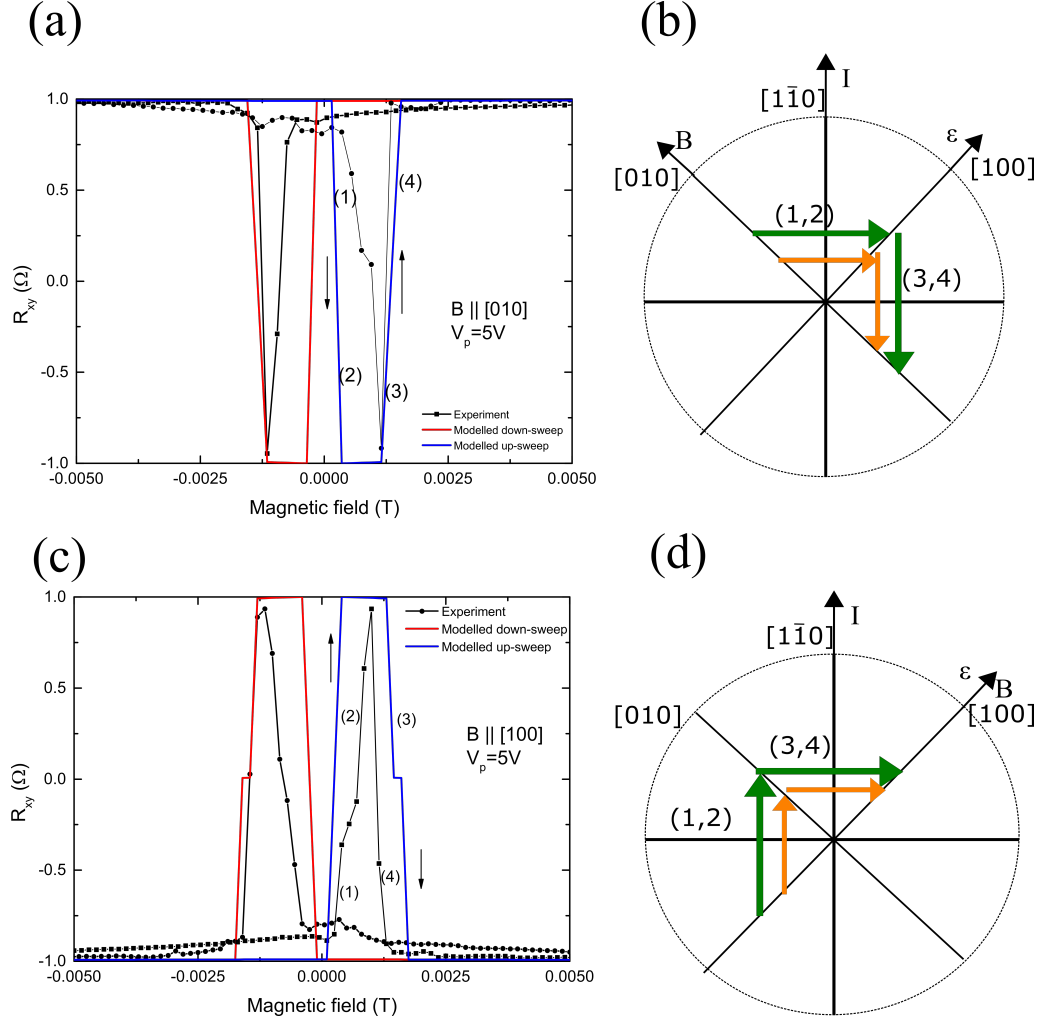 (a)
1.0
0.5
0.0
-0.5
-1.0
R_xy (Ω)
(1)
(4)
(2)
(3)
B || [010]
V_p=5V
Experiment
Modelled down-sweep
Modelled up-sweep
-0.0050
-0.0025
0.0000
0.0025
0.0050
Magnetic field (T)
(b)
I
[11̄0]
B
[010]
ε
[100]
(1,2)
(3,4)
(c)
1.0
0.5
0.0
-0.5
-1.0
R_xy (Ω)
Experiment
Modelled down-sweep
Modelled up-sweep
(2)
(3)
B || [100]
V_p=5V
(1)
(4)
-0.0050
-0.0025
0.0000
0.0025
0.0050
Magnetic field (T)
(d)
I
[11̄0]
ε
B
[010]
[100]
(3,4)
(1,2)